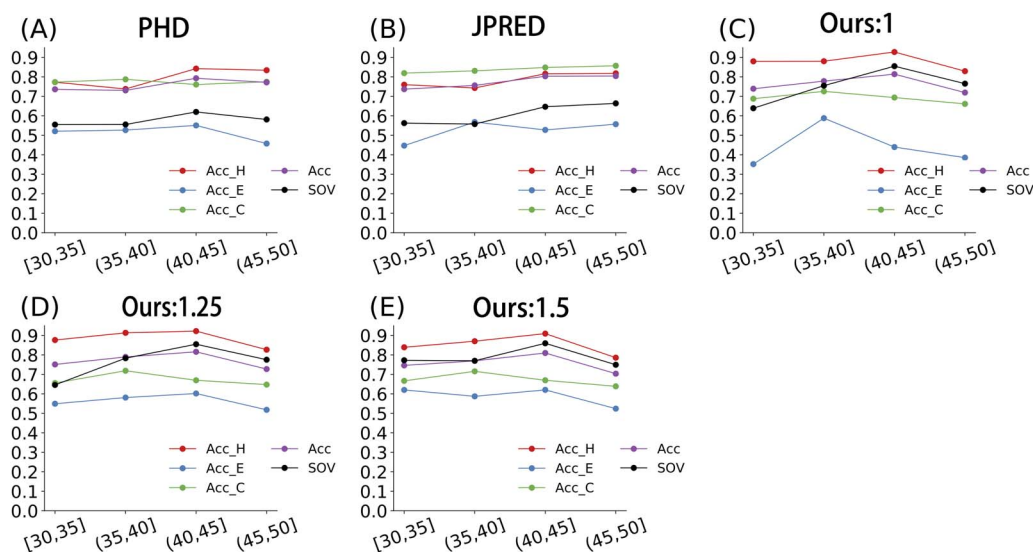 (A) PHD
0.9
0.8
0.7
0.6
0.5
0.4
0.3
0.2
0.1
0.0
Acc_H Acc
Acc_E SOV
Acc_C
[30,35] (35,40] (40,45] (45,50]
(B) JPRED
0.9
0.8
0.7
0.6
0.5
0.4
0.3
0.2
0.1
0.0
Acc_H Acc
Acc_E SOV
Acc_C
[30,35] (35,40] (40,45] (45,50]
(C) Ours:1
0.9
0.8
0.7
0.6
0.5
0.4
0.3
0.2
0.1
0.0
Acc_H Acc
Acc_E SOV
Acc_C
[30,35] (35,40] (40,45] (45,50]
(D) Ours:1.25
0.9
0.8
0.7
0.6
0.5
0.4
0.3
0.2
0.1
0.0
Acc_H Acc
Acc_E SOV
Acc_C
[30,35] (35,40] (40,45] (45,50]
(E) Ours:1.5
0.9
0.8
0.7
0.6
0.5
0.4
0.3
0.2
0.1
0.0
Acc_H Acc
Acc_E SOV
Acc_C
[30,35] (35,40] (40,45] (45,50]